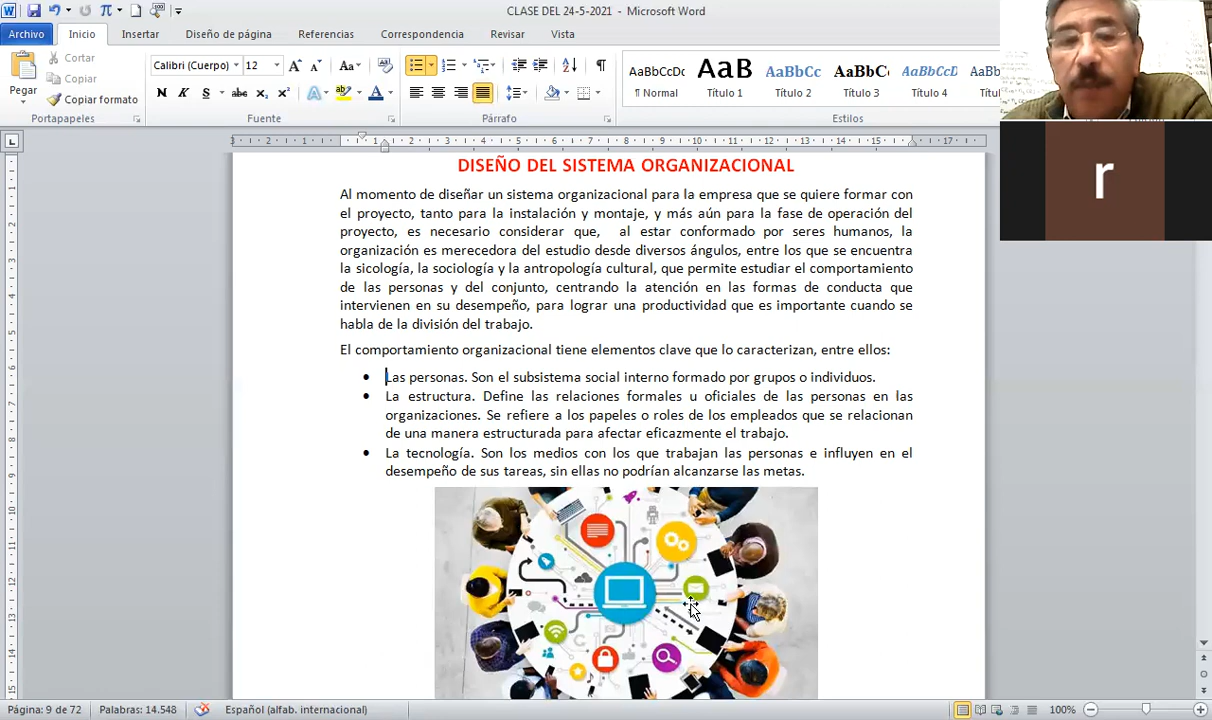 CLASE DEL 24-5-2021 - Microsoft Word
Archivo Inicio Insertar Diseño de página Referencias Correspondencia Revisar Vista
Cortar
Copiar
Copiar formato
Pegar
Calibri (Cuerpo) 12
N K S abc x₂ x²
AaBbCcDc AaB AaBbCc AaBbCc AaBbCcD AaBb
¶ Normal Título 1 Título 2 Título 3 Título 4
Portapapeles Fuente Párrafo Estilos
r
DISEÑO DEL SISTEMA ORGANIZACIONAL
Al momento de diseñar un sistema organizacional para la empresa que se quiere formar con
el proyecto, tanto para la instalación y montaje, y más aún para la fase de operación del
proyecto, es necesario considerar que, al estar conformado por seres humanos, la
organización es merecedora del estudio desde diversos ángulos, entre los que se encuentra
la sicología, la sociología y la antropología cultural, que permite estudiar el comportamiento
de las personas y del conjunto, centrando la atención en las formas de conducta que
intervienen en su desempeño, para lograr una productividad que es importante cuando se
habla de la división del trabajo.
El comportamiento organizacional tiene elementos clave que lo caracterizan, entre ellos:
• Las personas. Son el subsistema social interno formado por grupos o individuos.
• La estructura. Define las relaciones formales u oficiales de las personas en las
organizaciones. Se refiere a los papeles o roles de los empleados que se relacionan
de una manera estructurada para afectar eficazmente el trabajo.
• La tecnología. Son los medios con los que trabajan las personas e influyen en el
desempeño de sus tareas, sin ellas no podrían alcanzarse las metas.
Página: 9 de 72 Palabras: 14.548 Español (alfab. internacional) 100%